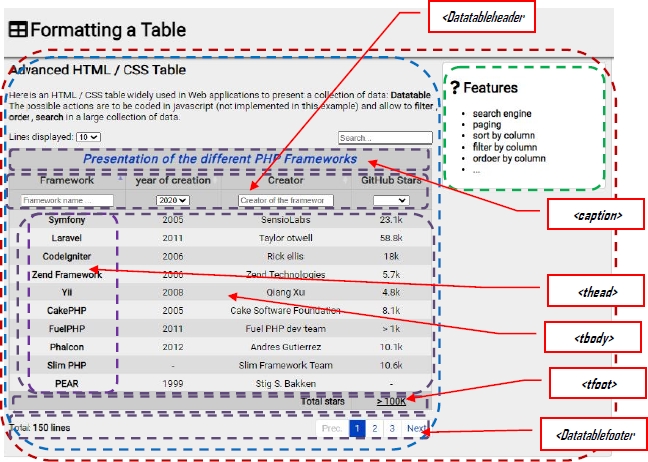 Formatting a Table
<Datatableheader
Advanced HTML / CSS Table
Here is an HTML / CSS table widely used in Web applications to present a collection of data: Datatable
The possible actions are to be coded in javascript (not implemented in this example) and allow to filter
order, search in a large collection of data.
Lines displayed: 10
Search...
? Features
search engine
paging
sort by column
filter by column
ordoer by column
...
Presentation of the different PHP Frameworks
<caption>
Framework year of creation Creator GitHub Stars
Framework name ... 2020 Creator of the framewor
Symfony 2005 SensioLabs 23.1k
Laravel 2011 Taylor otwell 58.8k
CodeIgniter 2006 Rick ellis 18k
Zend Framework 2006 Zend Technologies 5.7k
Yii 2008 Qiang Xu 4.8k
CakePHP 2005 Cake Software Foundation 8.1k
FuelPHP 2011 Fuel PHP dev team > 1k
Phalcon 2012 Andres Gutierrez 10.1k
Slim PHP - Slim Framework Team 10.6k
PEAR 1999 Stig S. Bakken -
Total stars > 100K
<thead>
<tbody>
<tfoot>
Total: 150 lines
Prec. 1 2 3 Next
<Datatablefooter